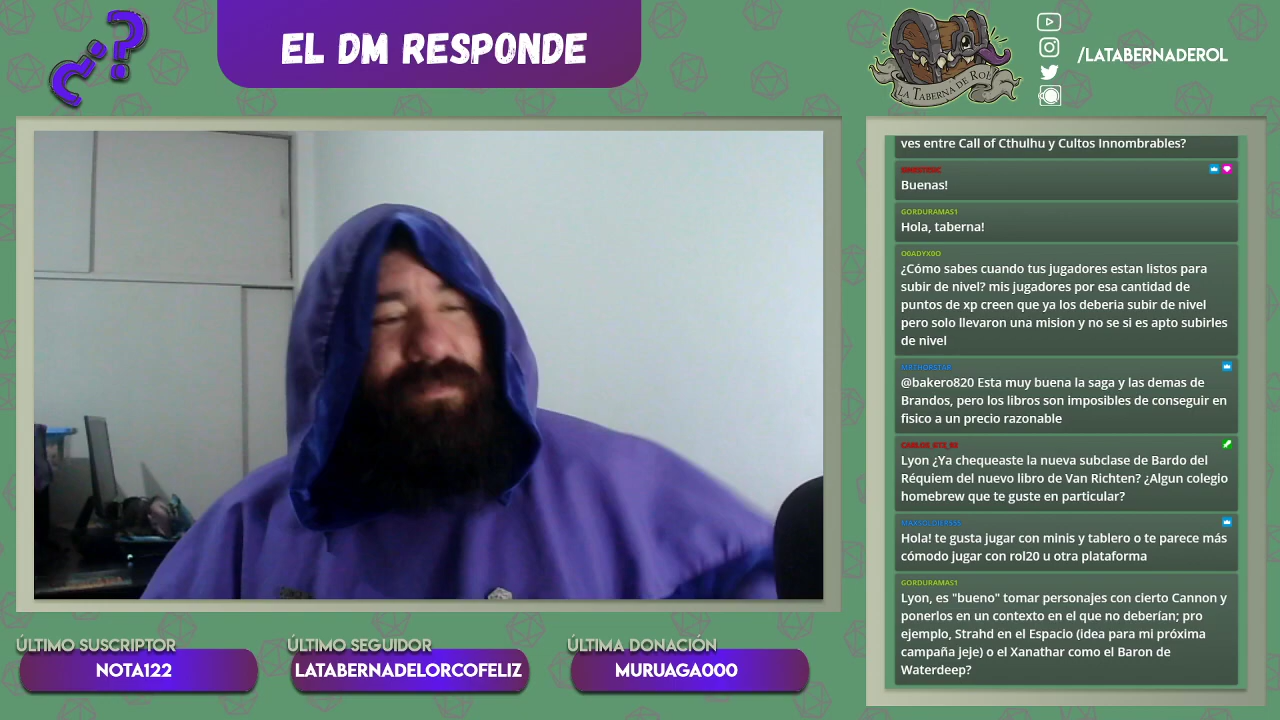 ¿?
EL DM RESPONDE
LA TABERNA DE ROL
/LATABERNADEROL
ves entre Call of Cthulhu y Cultos Innombrables?
Buenas!
GORDURAMAS1
Hola, taberna!
O0ADYX0O
¿Cómo sabes cuando tus jugadores estan listos para
subir de nivel? mis jugadores por esa cantidad de
puntos de xp creen que ya los deberia subir de nivel
pero solo llevaron una mision y no se si es apto subirles
de nivel
@bakero820 Esta muy buena la saga y las demas de
Brandos, pero los libros son imposibles de conseguir en
fisico a un precio razonable
Lyon ¿Ya chequeaste la nueva subclase de Bardo del
Réquiem del nuevo libro de Van Richten? ¿Algun colegio
homebrew que te guste en particular?
Hola! te gusta jugar con minis y tablero o te parece más
cómodo jugar con rol20 u otra plataforma
GORDURAMAS1
Lyon, es "bueno" tomar personajes con cierto Cannon y
ponerlos en un contexto en el que no deberían; pro
ejemplo, Strahd en el Espacio (idea para mi próxima
campaña jeje) o el Xanathar como el Baron de
Waterdeep?
ÚLTIMO SUSCRIPTOR
NOTA122
ÚLTIMO SEGUIDOR
LATABERNADELORCOFELIZ
ÚLTIMA DONACIÓN
MURUAGA000